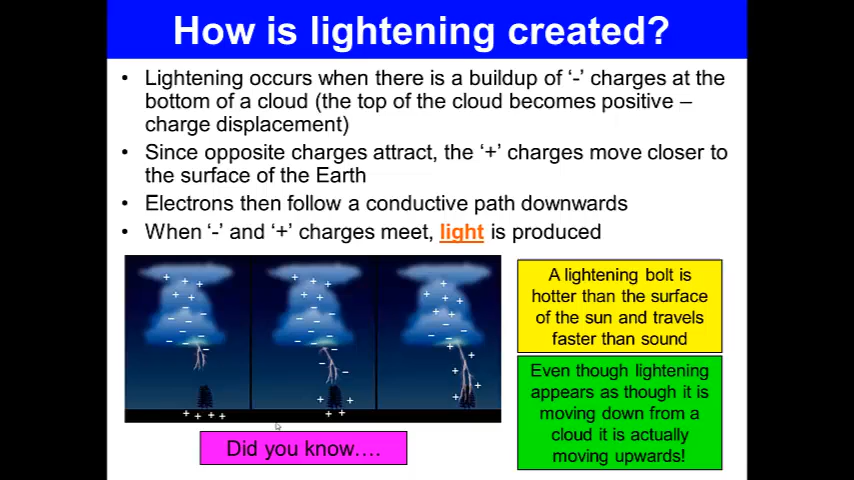 How is lightening created?
• Lightening occurs when there is a buildup of ‘-’ charges at the
bottom of a cloud (the top of the cloud becomes positive –
charge displacement)
• Since opposite charges attract, the ‘+’ charges move closer to
the surface of the Earth
• Electrons then follow a conductive path downwards
• When ‘-’ and ‘+’ charges meet, light is produced
A lightening bolt is
hotter than the surface
of the sun and travels
faster than sound
Even though lightening
appears as though it is
moving down from a
cloud it is actually
moving upwards!
Did you know….